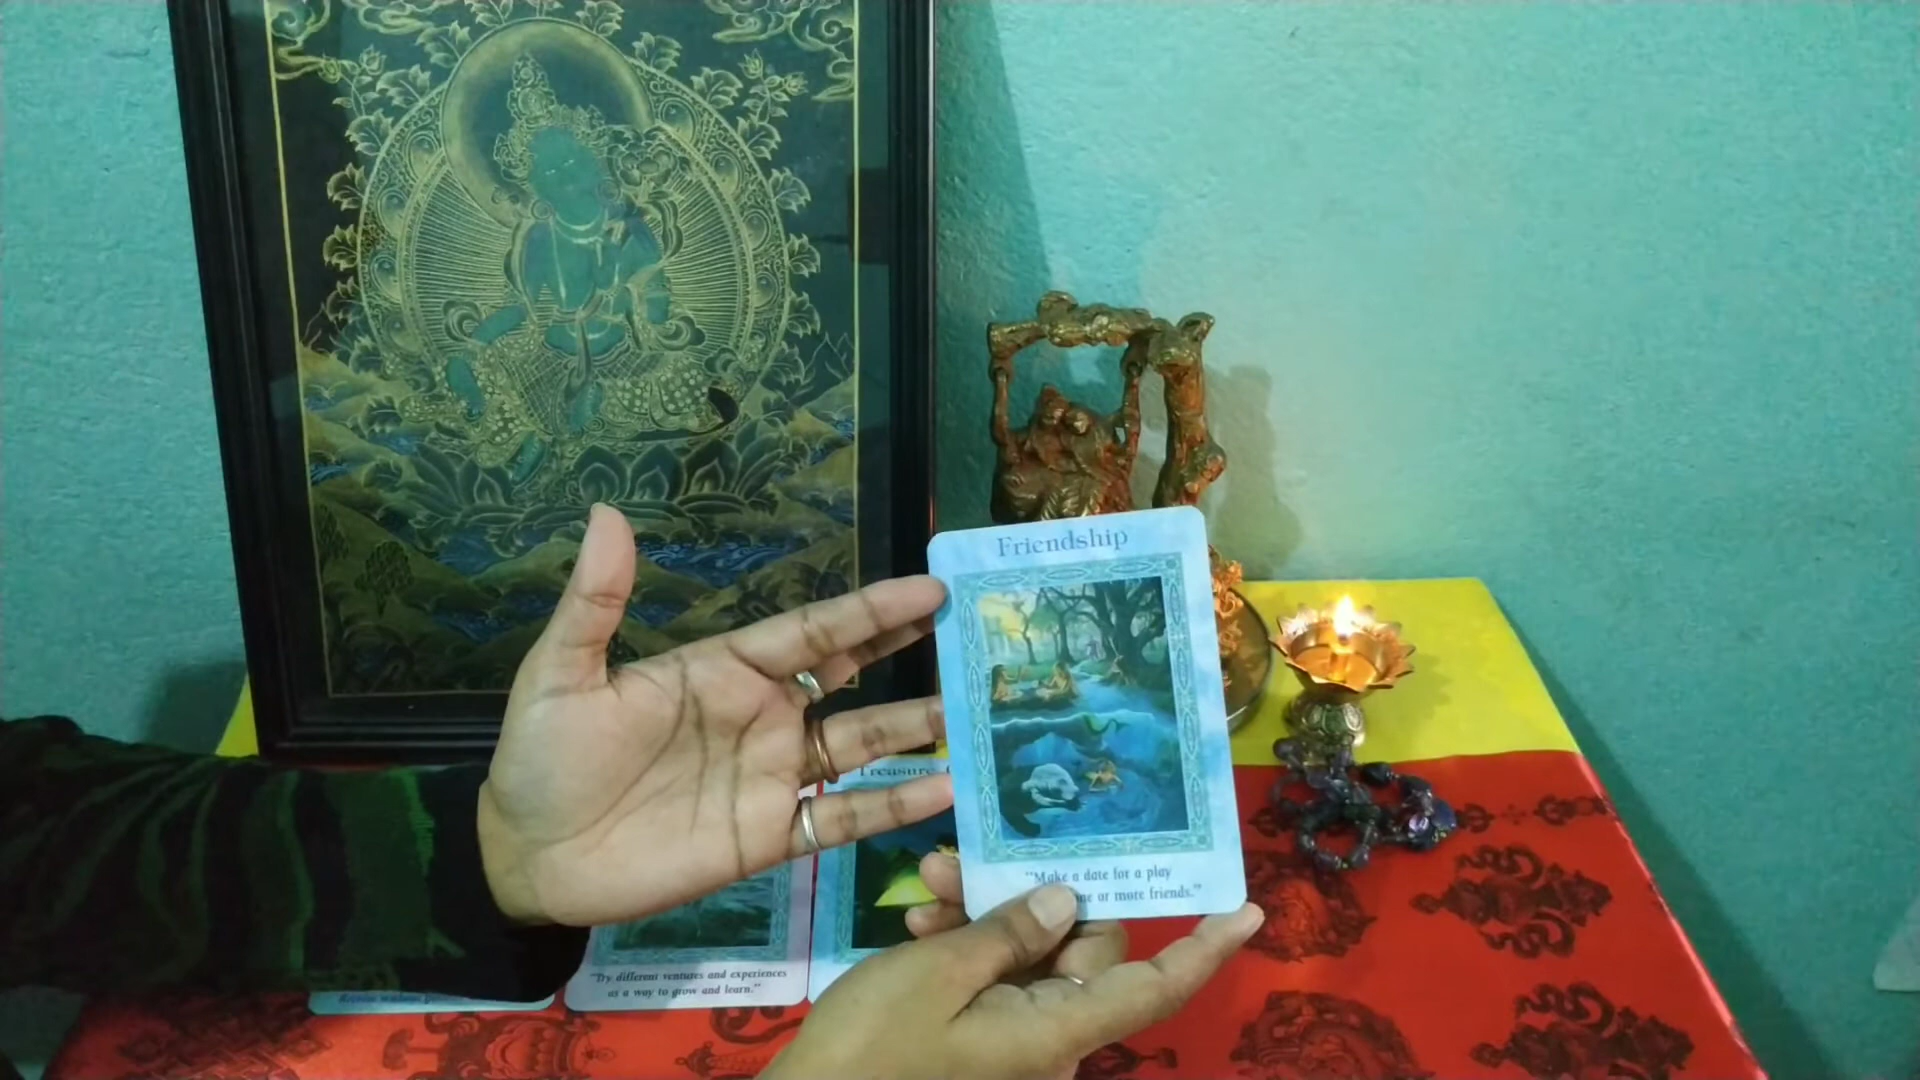 Friendship
"Make a date for a play
or more friends."
Treasure
"Try different ventures and experiences
as a way to grow and learn."